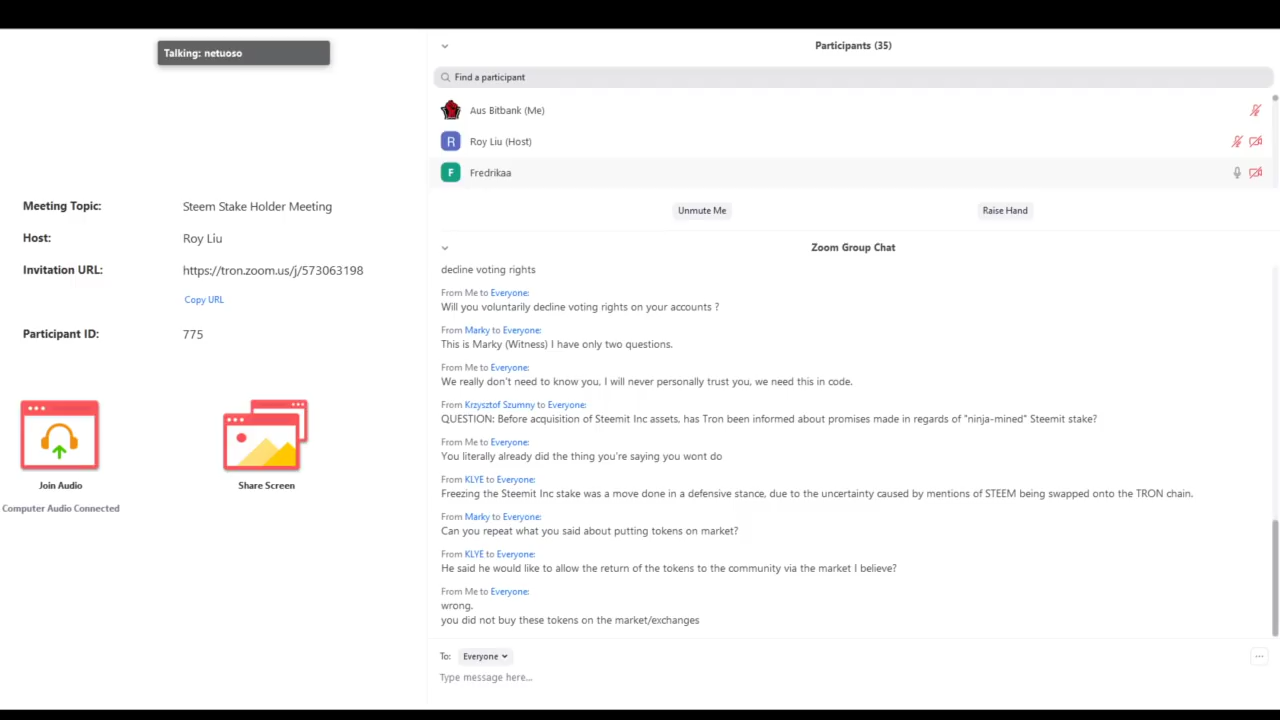 Talking: netuoso
Participants (35)
Find a participant
Aus Bitbank (Me)
R Roy Liu (Host)
F Fredrikaa
Unmute Me Raise Hand
Meeting Topic: Steem Stake Holder Meeting
Host: Roy Liu
Invitation URL: https://tron.zoom.us/j/573063198
Copy URL
Participant ID: 775
Join Audio
Computer Audio Connected
Share Screen
Zoom Group Chat
decline voting rights
From Me to Everyone:
Will you voluntarily decline voting rights on your accounts ?
From Marky to Everyone:
This is Marky (Witness) I have only two questions.
From Me to Everyone:
We really don't need to know you, I will never personally trust you, we need this in code.
From Krzysztof Szumny to Everyone:
QUESTION: Before acquisition of Steemit Inc assets, has Tron been informed about promises made in regards of "ninja-mined" Steemit stake?
From Me to Everyone:
You literally already did the thing you're saying you wont do
From KLYE to Everyone:
Freezing the Steemit Inc stake was a move done in a defensive stance, due to the uncertainty caused by mentions of STEEM being swapped onto the TRON chain.
From Marky to Everyone:
Can you repeat what you said about putting tokens on market?
From KLYE to Everyone:
He said he would like to allow the return of the tokens to the community via the market I believe?
From Me to Everyone:
wrong.
you did not buy these tokens on the market/exchanges
To: Everyone
Type message here...